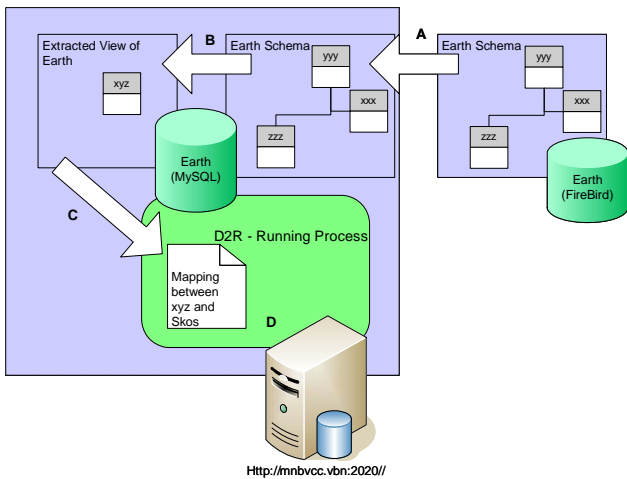 A
B
Extracted View of
Earth
xyz
Earth Schema
yyy
xxx
zzz
Earth Schema
yyy
xxx
zzz
Earth
(MySQL)
Earth
(FireBird)
C
D2R - Running Process
Mapping
between
xyz and
Skos
D
Http://mnbvcc.vbn:2020//